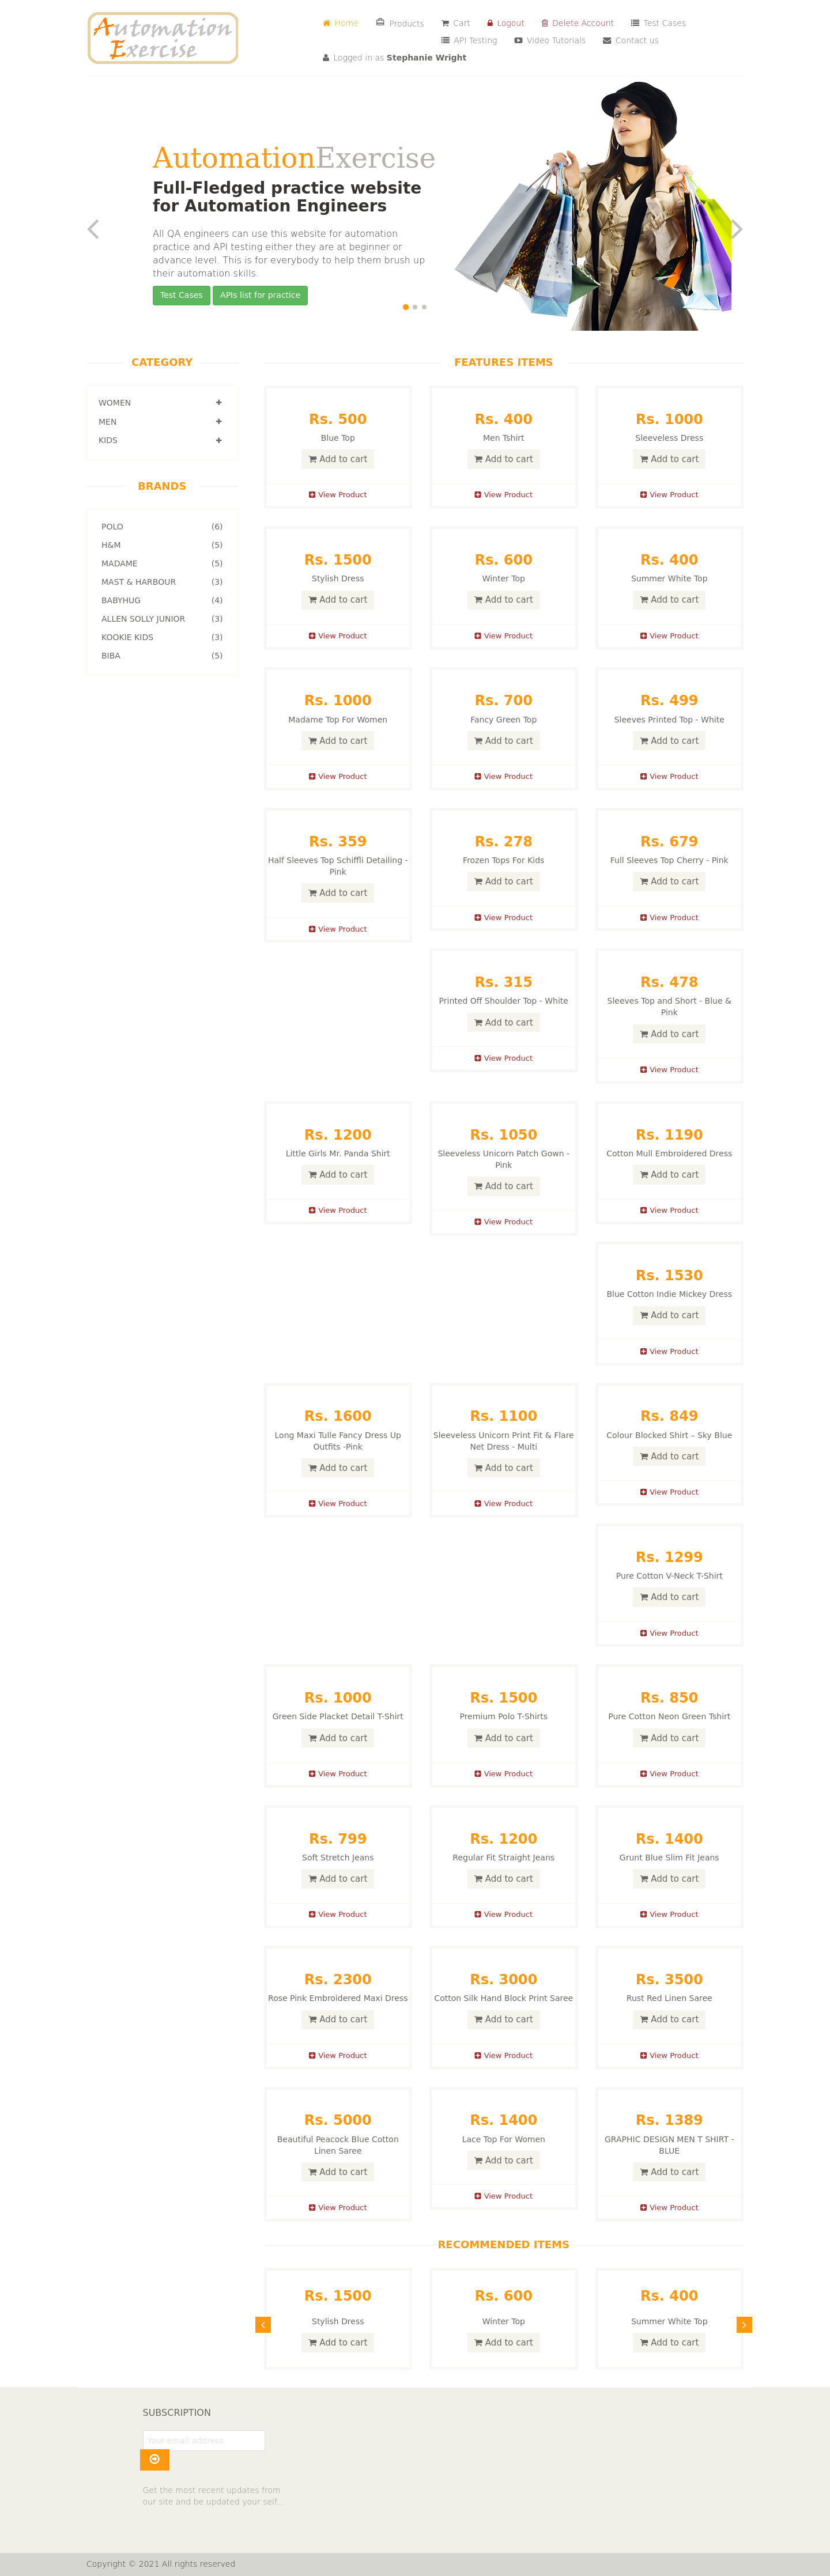 Automation
Exercise
Home
Products
Cart
Logout
Delete Account
Test Cases
API Testing
Video Tutorials
Contact us
Logged in as Stephanie Wright
AutomationExercise
Full-Fledged practice website
for Automation Engineers
All QA engineers can use this website for automation
practice and API testing either they are at beginner or
advance level. This is for everybody to help them brush up
their automation skills.
Test Cases
APIs list for practice
CATEGORY
WOMEN
MEN
KIDS
BRANDS
POLO (6)
H&M (5)
MADAME (5)
MAST & HARBOUR (3)
BABYHUG (4)
ALLEN SOLLY JUNIOR (3)
KOOKIE KIDS (3)
BIBA (5)
FEATURES ITEMS
Rs. 500
Blue Top
Add to cart
View Product
Rs. 400
Men Tshirt
Add to cart
View Product
Rs. 1000
Sleeveless Dress
Add to cart
View Product
Rs. 1500
Stylish Dress
Add to cart
View Product
Rs. 600
Winter Top
Add to cart
View Product
Rs. 400
Summer White Top
Add to cart
View Product
Rs. 1000
Madame Top For Women
Add to cart
View Product
Rs. 700
Fancy Green Top
Add to cart
View Product
Rs. 499
Sleeves Printed Top - White
Add to cart
View Product
Rs. 359
Half Sleeves Top Schiffli Detailing -
Pink
Add to cart
View Product
Rs. 278
Frozen Tops For Kids
Add to cart
View Product
Rs. 679
Full Sleeves Top Cherry - Pink
Add to cart
View Product
Rs. 315
Printed Off Shoulder Top - White
Add to cart
View Product
Rs. 478
Sleeves Top and Short - Blue &
Pink
Add to cart
View Product
Rs. 1200
Little Girls Mr. Panda Shirt
Add to cart
View Product
Rs. 1050
Sleeveless Unicorn Patch Gown -
Pink
Add to cart
View Product
Rs. 1190
Cotton Mull Embroidered Dress
Add to cart
View Product
Rs. 1530
Blue Cotton Indie Mickey Dress
Add to cart
View Product
Rs. 1600
Long Maxi Tulle Fancy Dress Up
Outfits -Pink
Add to cart
View Product
Rs. 1100
Sleeveless Unicorn Print Fit & Flare
Net Dress - Multi
Add to cart
View Product
Rs. 849
Colour Blocked Shirt – Sky Blue
Add to cart
View Product
Rs. 1299
Pure Cotton V-Neck T-Shirt
Add to cart
View Product
Rs. 1000
Green Side Placket Detail T-Shirt
Add to cart
View Product
Rs. 1500
Premium Polo T-Shirts
Add to cart
View Product
Rs. 850
Pure Cotton Neon Green Tshirt
Add to cart
View Product
Rs. 799
Soft Stretch Jeans
Add to cart
View Product
Rs. 1200
Regular Fit Straight Jeans
Add to cart
View Product
Rs. 1400
Grunt Blue Slim Fit Jeans
Add to cart
View Product
Rs. 2300
Rose Pink Embroidered Maxi Dress
Add to cart
View Product
Rs. 3000
Cotton Silk Hand Block Print Saree
Add to cart
View Product
Rs. 3500
Rust Red Linen Saree
Add to cart
View Product
Rs. 5000
Beautiful Peacock Blue Cotton
Linen Saree
Add to cart
View Product
Rs. 1400
Lace Top For Women
Add to cart
View Product
Rs. 1389
GRAPHIC DESIGN MEN T SHIRT -
BLUE
Add to cart
View Product
RECOMMENDED ITEMS
Rs. 1500
Stylish Dress
Add to cart
Rs. 600
Winter Top
Add to cart
Rs. 400
Summer White Top
Add to cart
SUBSCRIPTION
Your email address
Get the most recent updates from
our site and be updated your self...
Copyright © 2021 All rights reserved